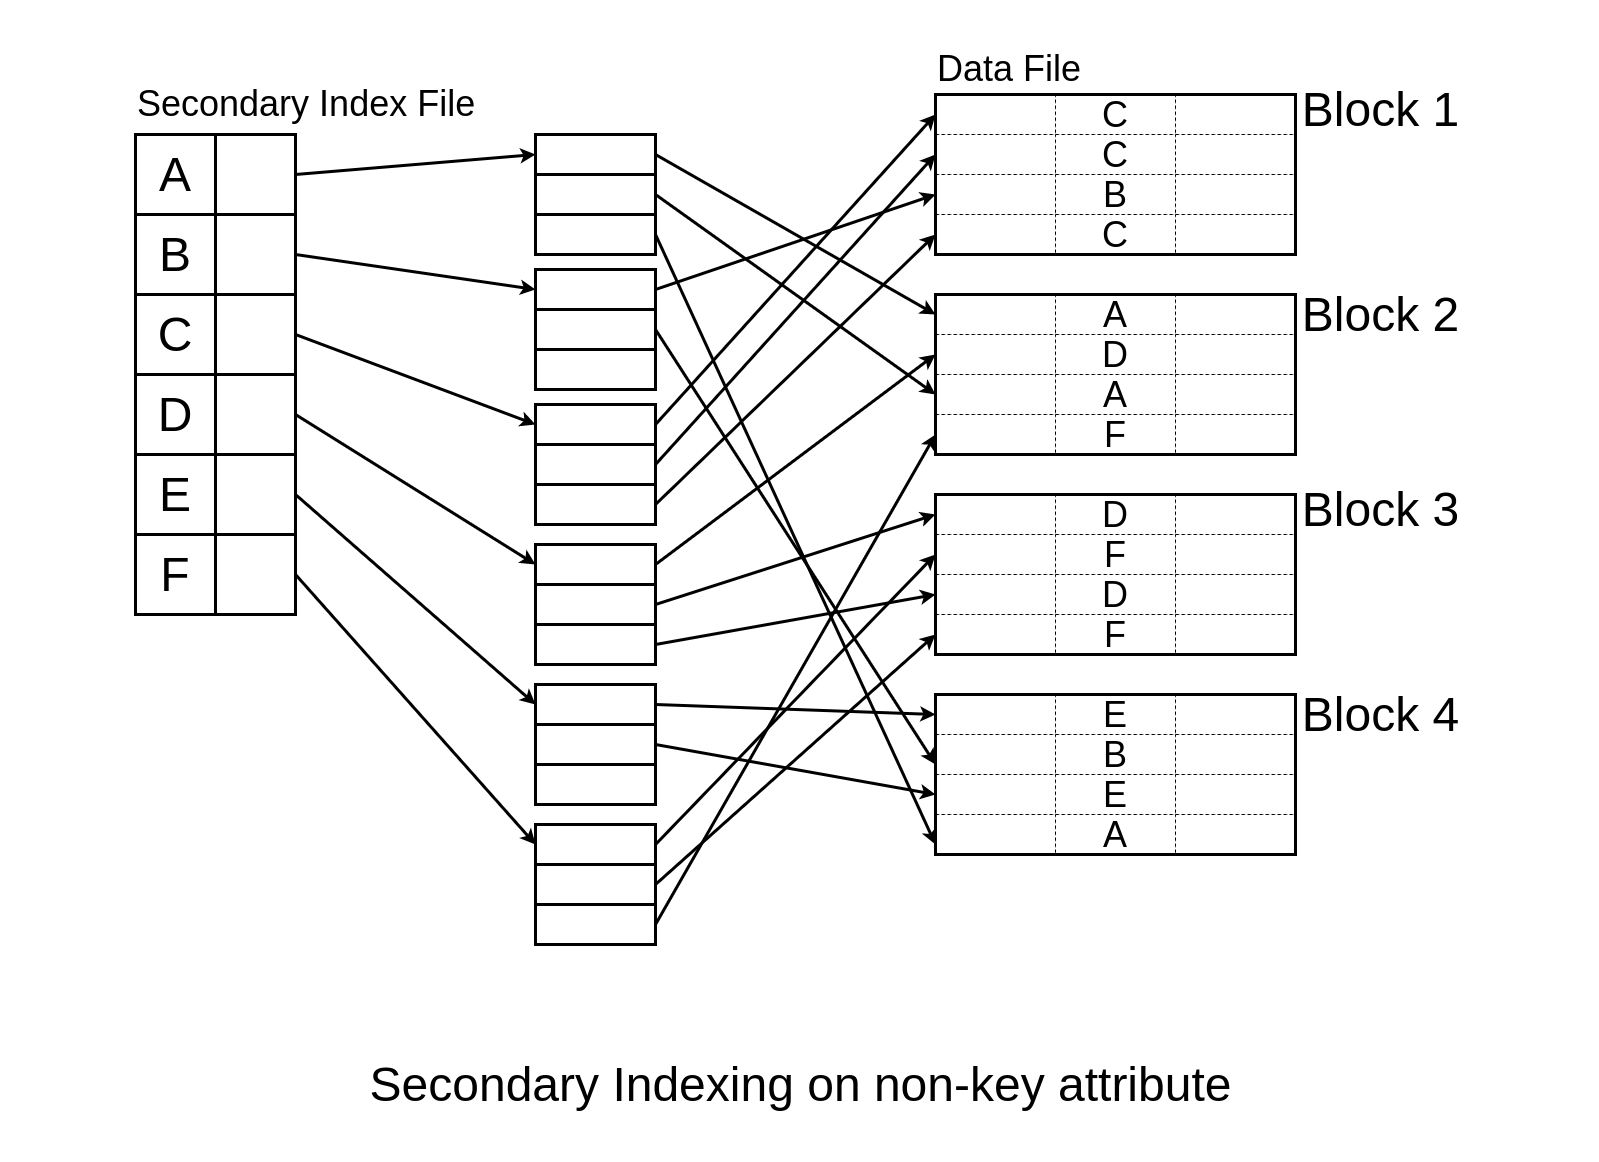 Data File
Secondary Index File
A
B
C
D
E
F
C
C
B
C
Block 1
A
D
A
F
Block 2
D
F
D
F
Block 3
E
B
E
A
Block 4
Secondary Indexing on non-key attribute